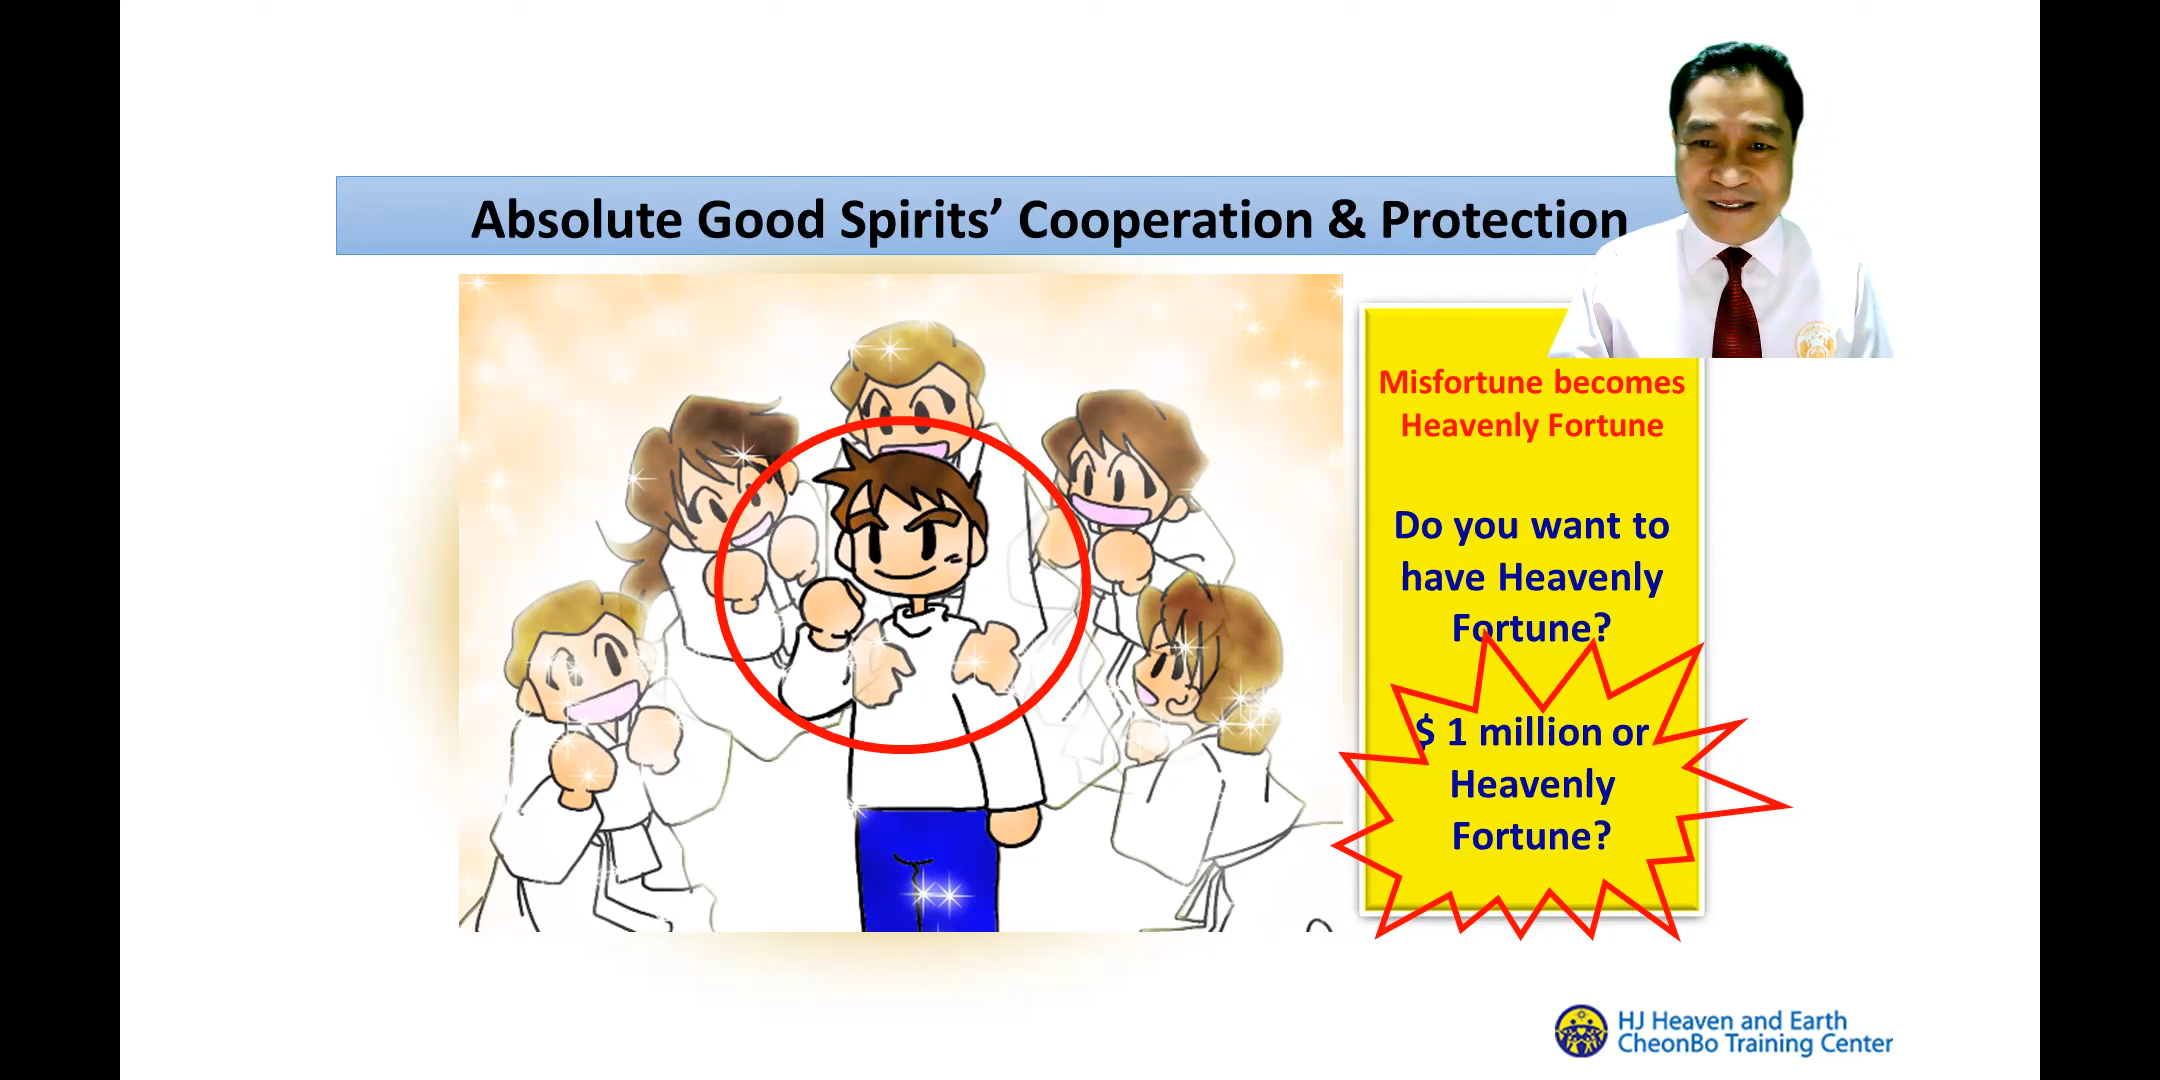 Absolute Good Spirits’ Cooperation & Protection
Misfortune becomes
Heavenly Fortune
Do you want to
have Heavenly
Fortune?
$ 1 million or
Heavenly
Fortune?
HJ Heaven and Earth
CheonBo Training Center